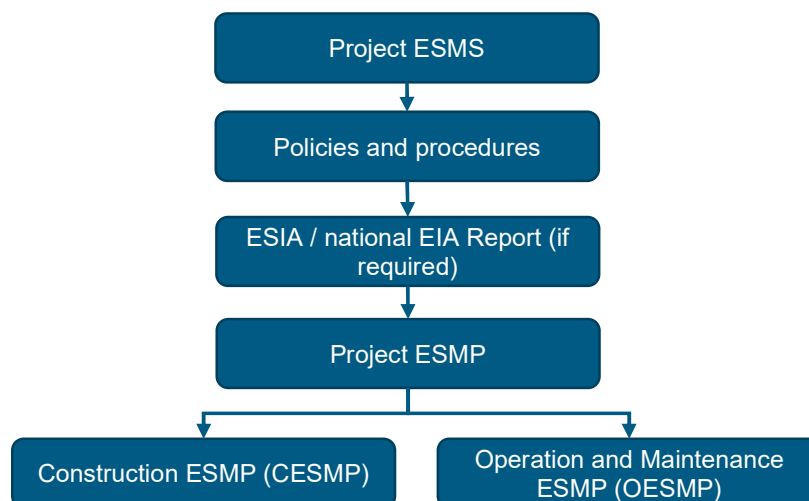 Project ESMS
Policies and procedures
ESIA / national EIA Report (if
required)
Project ESMP
Construction ESMP (CESMP)
Operation and Maintenance
ESMP (OESMP)